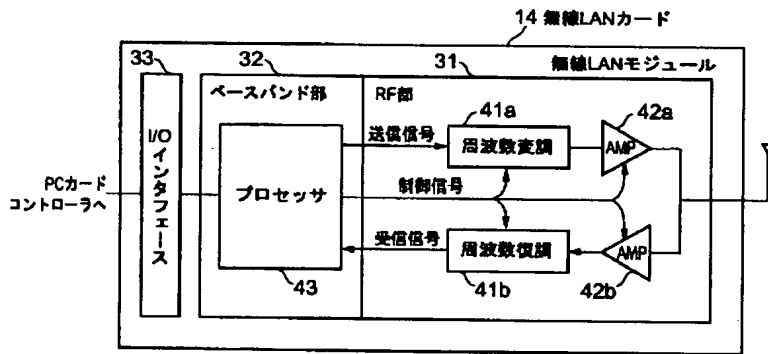 14 無線LANカード
33
32
31
無線LANモジュール
ベースバンド部
RF部
I/Oインタフェース
41a
42a
送信信号
周波数変調
AMP
PCカード
コントローラへ
プロセッサ
制御信号
受信信号
周波数復調
AMP
43
41b
42b